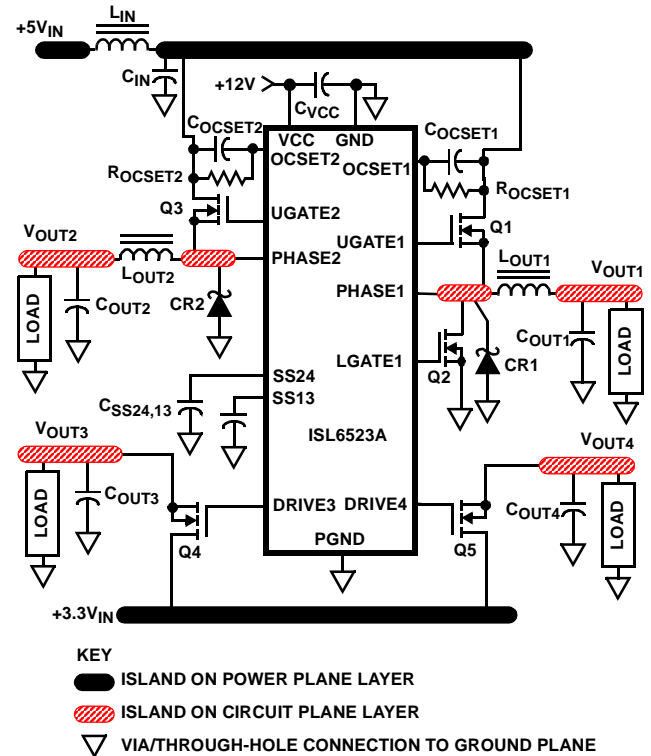 LIN
+5VIN
CIN
+12V
CVCC
COCSET2
VCC
GND
COCSET1
OCSET2
OCSET1
ROCSET2
ROCSET1
Q3
Q1
UGATE2
UGATE1
VOUT2
LOUT2
PHASE2
PHASE1
LOUT1
VOUT1
LOAD
COUT2
CR2
COUT1
LOAD
LGATE1
Q2
CR1
SS24
CSS24,13
SS13
ISL6523A
VOUT3
VOUT4
LOAD
COUT3
DRIVE3
DRIVE4
COUT4
LOAD
Q4
PGND
Q5
+3.3VIN
KEY
ISLAND ON POWER PLANE LAYER
ISLAND ON CIRCUIT PLANE LAYER
VIA/THROUGH-HOLE CONNECTION TO GROUND PLANE